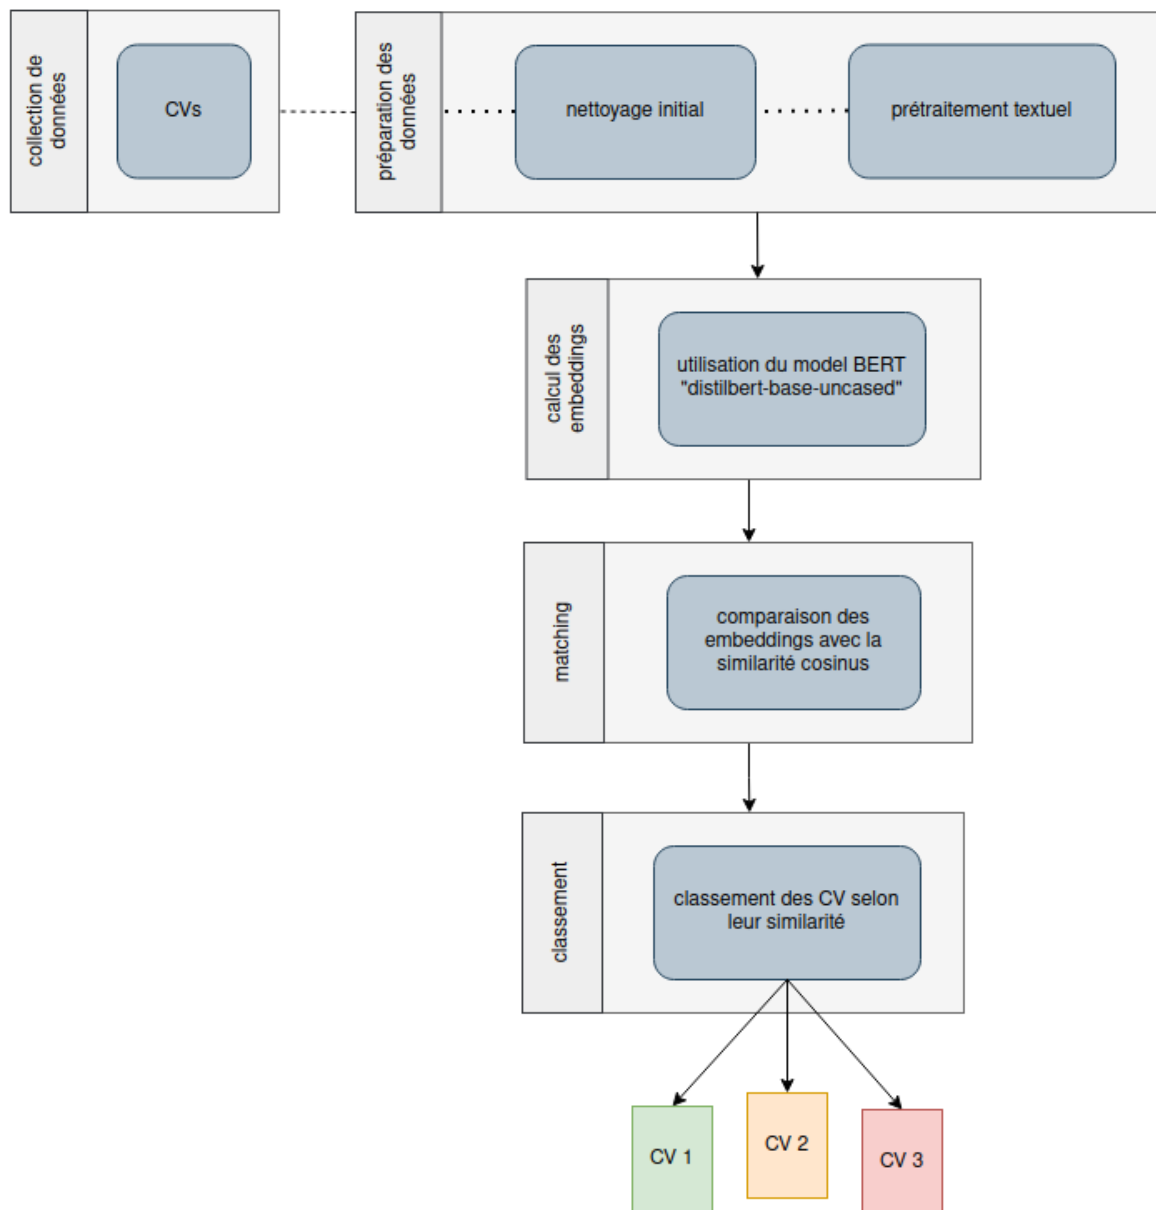 collection de
données
CVs
préparation des
données
nettoyage initial
prétraitement textuel
calcul des
embeddings
utilisation du model BERT
"distilbert-base-uncased"
matching
comparaison des
embeddings avec la
similarité cosinus
classement
classement des CV selon
leur similarité
CV 1
CV 2
CV 3